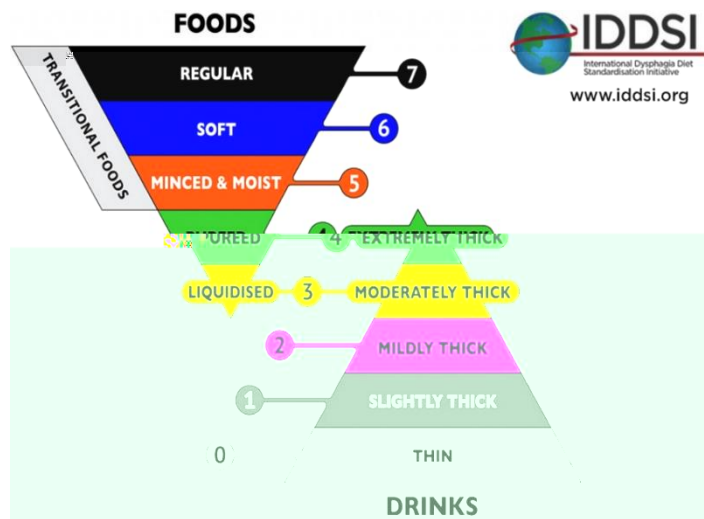 FOODS
IDDSI
International Dysphagia Diet
Standardisation Initiative
www.iddsi.org
TRANSITIONAL FOODS
REGULAR
7
SOFT
6
MINCED & MOIST
5
PUREED
4
EXTREMELY THICK
LIQUIDISED
3
MODERATELY THICK
2
MILDLY THICK
1
SLIGHTLY THICK
0
THIN
DRINKS